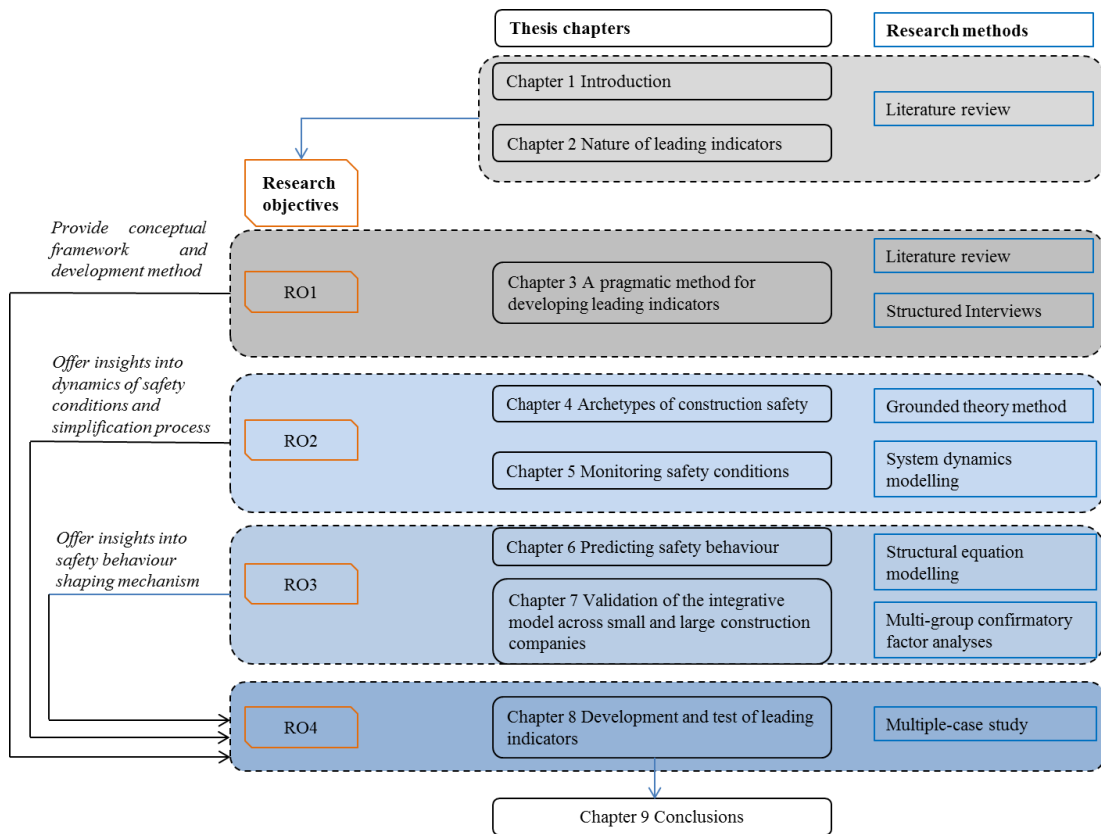 Thesis chapters
Research methods
Chapter 1 Introduction
Literature review
Chapter 2 Nature of leading indicators
Research
objectives
Provide conceptual
framework and
development method
RO1
Chapter 3 A pragmatic method for
developing leading indicators
Literature review
Structured Interviews
Offer insights into
dynamics of safety
conditions and
simplification process
RO2
Chapter 4 Archetypes of construction safety
Grounded theory method
Chapter 5 Monitoring safety conditions
System dynamics
modelling
Offer insights into
safety behaviour
shaping mechanism
RO3
Chapter 6 Predicting safety behaviour
Structural equation
modelling
Chapter 7 Validation of the integrative
model across small and large construction
companies
Multi-group confirmatory
factor analyses
RO4
Chapter 8 Development and test of leading
indicators
Multiple-case study
Chapter 9 Conclusions